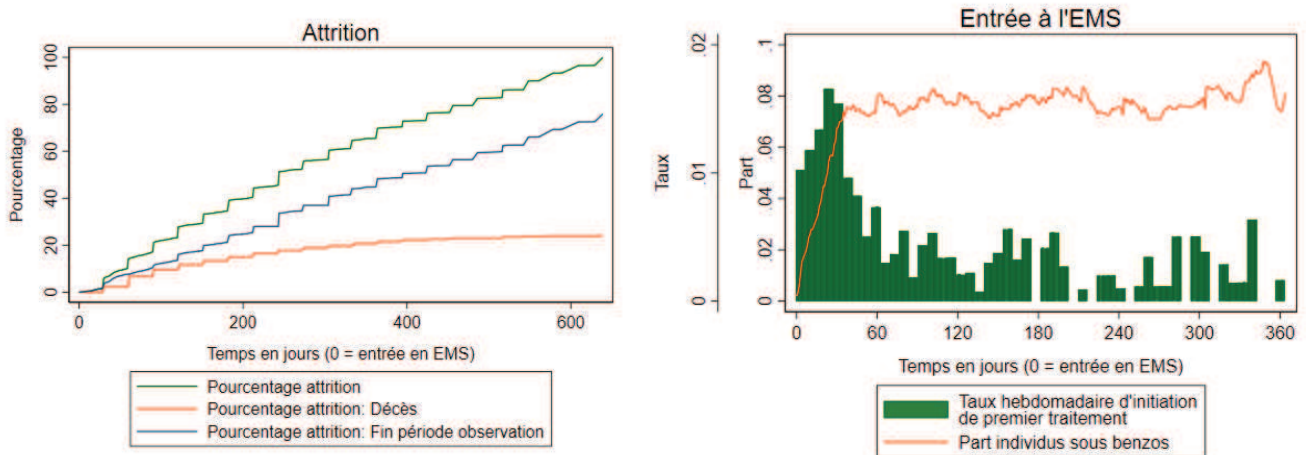 Attrition
Pourcentage
100
80
60
40
20
0
0 200 400 600
Temps en jours (0 = entrée en EMS)
Pourcentage attrition
Pourcentage attrition: Décès
Pourcentage attrition: Fin période observation
Entrée à l'EMS
Taux
.02
.01
0
Part
.1
.08
.06
.04
.02
0
0 60 120 180 240 300 360
Temps en jours (0 = entrée en EMS)
Taux hebdomadaire d'initiation
de premier traitement
Part individus sous benzos